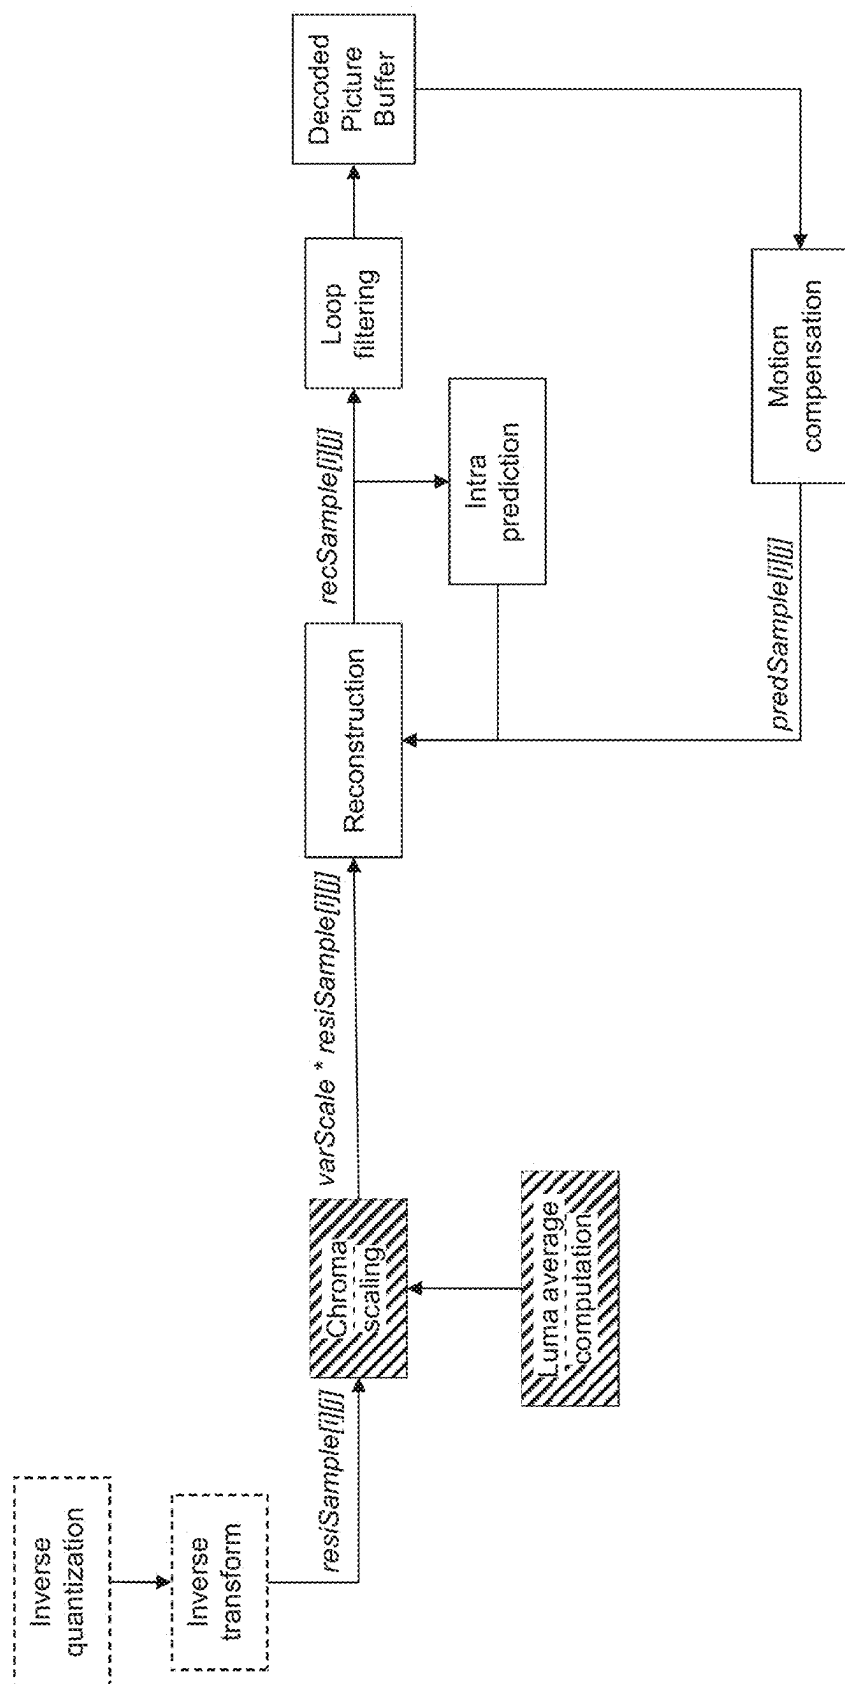 Inverse
quantization
Inverse
transform
resiSample[i][j]
Chroma
scaling
Luma average
computation
varScale * resiSample[i][j]
Reconstruction
recSample[i][j]
Intra
prediction
Loop
filtering
Decoded
Picture
Buffer
Motion
compensation
predSample[i][j]